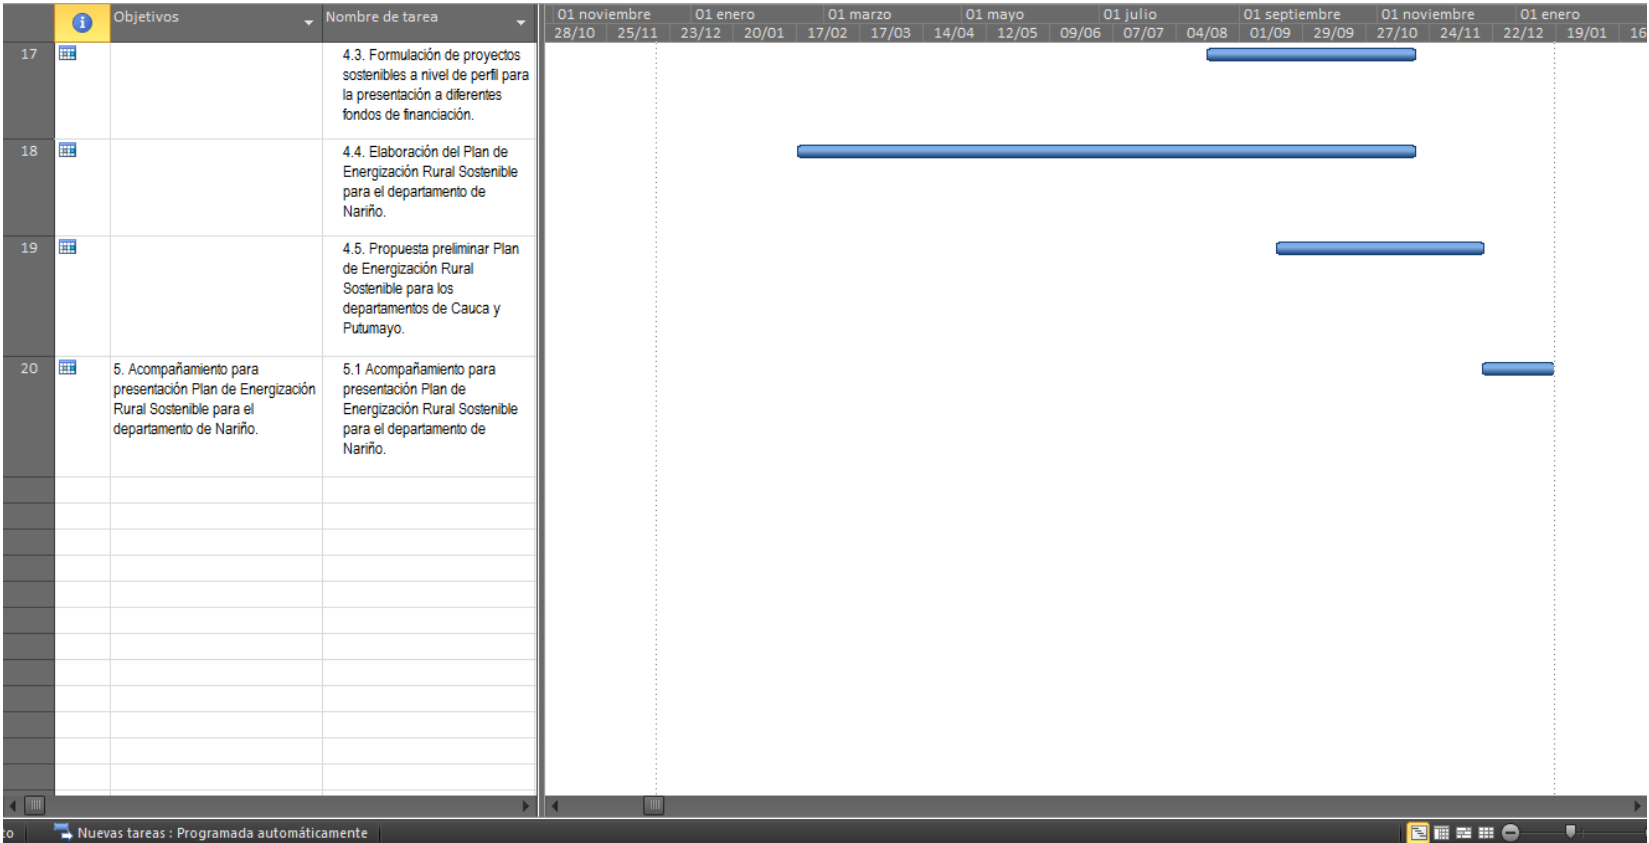 Objetivos
Nombre de tarea
01 noviembre 01 enero 01 marzo 01 mayo 01 julio 01 septiembre 01 noviembre 01 enero
28/10 25/11 23/12 20/01 17/02 17/03 14/04 12/05 09/06 07/07 04/08 01/09 29/09 27/10 24/11 22/12 19/01 16
17
4.3. Formulación de proyectos
sostenibles a nivel de perfil para
la presentación a diferentes
fondos de financiación.
18
4.4. Elaboración del Plan de
Energización Rural Sostenible
para el departamento de
Nariño.
19
4.5. Propuesta preliminar Plan
de Energización Rural
Sostenible para los
departamentos de Cauca y
Putumayo.
20
5. Acompañamiento para
presentación Plan de Energización
Rural Sostenible para el
departamento de Nariño.
5.1 Acompañamiento para
presentación Plan de
Energización Rural Sostenible
para el departamento de
Nariño.
to
Nuevas tareas : Programada automáticamente